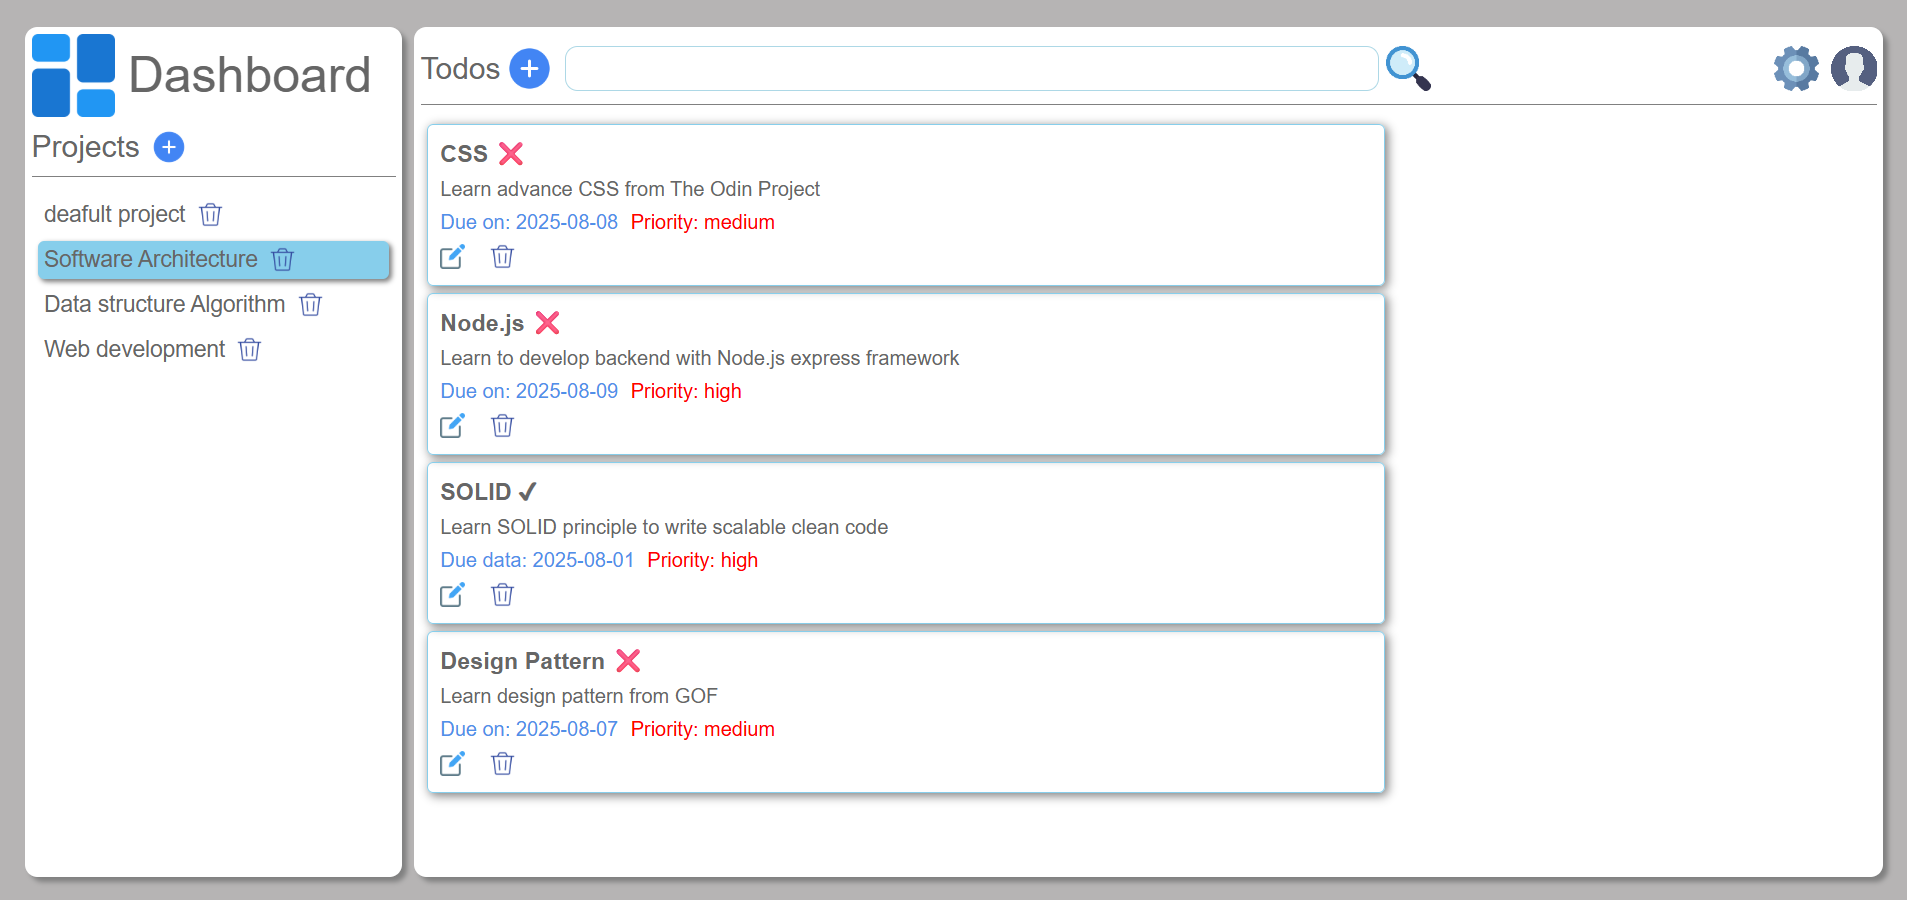 Dashboard
Projects
deafult project
Software Architecture
Data structure Algorithm
Web development
Todos
CSS ❌
Learn advance CSS from The Odin Project
Due on: 2025-08-08 Priority: medium
Node.js ❌
Learn to develop backend with Node.js express framework
Due on: 2025-08-09 Priority: high
SOLID ✔
Learn SOLID principle to write scalable clean code
Due data: 2025-08-01 Priority: high
Design Pattern ❌
Learn design pattern from GOF
Due on: 2025-08-07 Priority: medium